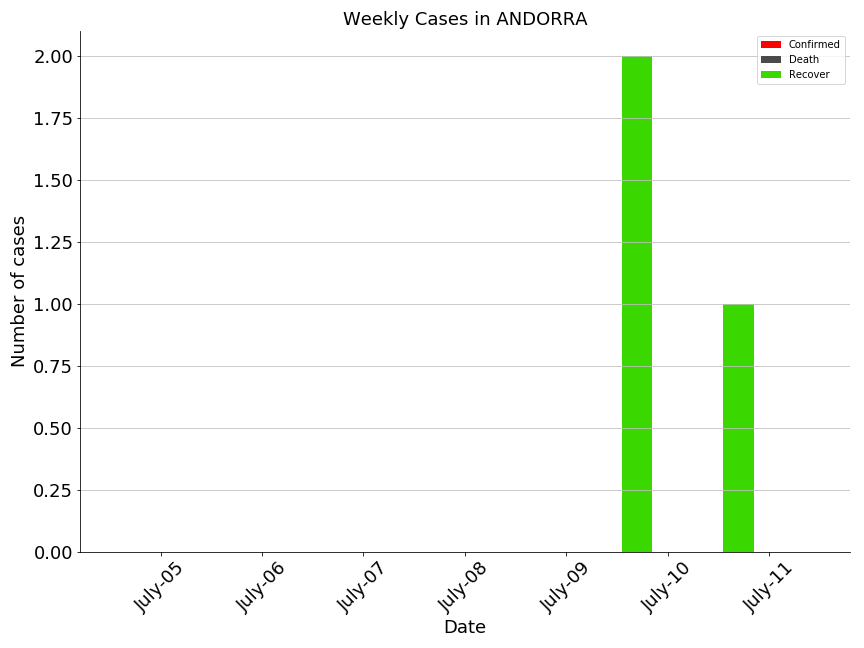 Weekly Cases in ANDORRA
Confirmed
Death
Recover
Number of cases
2.00
1.75
1.50
1.25
1.00
0.75
0.50
0.25
0.00
July-05
July-06
July-07
July-08
July-09
July-10
July-11
Date